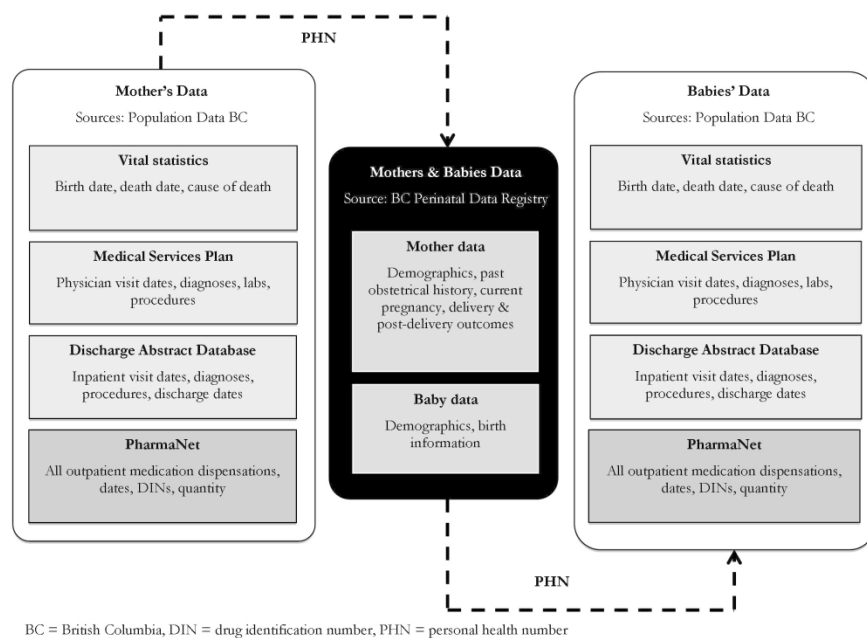 PHN
Mother's Data
Sources: Population Data BC
Vital statistics
Birth date, death date, cause of death
Medical Services Plan
Physician visit dates, diagnoses, labs,
procedures
Discharge Abstract Database
Inpatient visit dates, diagnoses,
procedures, discharge dates
PharmaNet
All outpatient medication dispensations,
dates, DINs, quantity
Mothers & Babies Data
Source: BC Perinatal Data Registry
Mother data
Demographics, past
obstetrical history, current
pregnancy, delivery &
post-delivery outcomes
Baby data
Demographics, birth
information
Babies' Data
Sources: Population Data BC
Vital statistics
Birth date, death date, cause of death
Medical Services Plan
Physician visit dates, diagnoses, labs,
procedures
Discharge Abstract Database
Inpatient visit dates, diagnoses,
procedures, discharge dates
PharmaNet
All outpatient medication dispensations,
dates, DINs, quantity
PHN
BC = British Columbia, DIN = drug identification number, PHN = personal health number